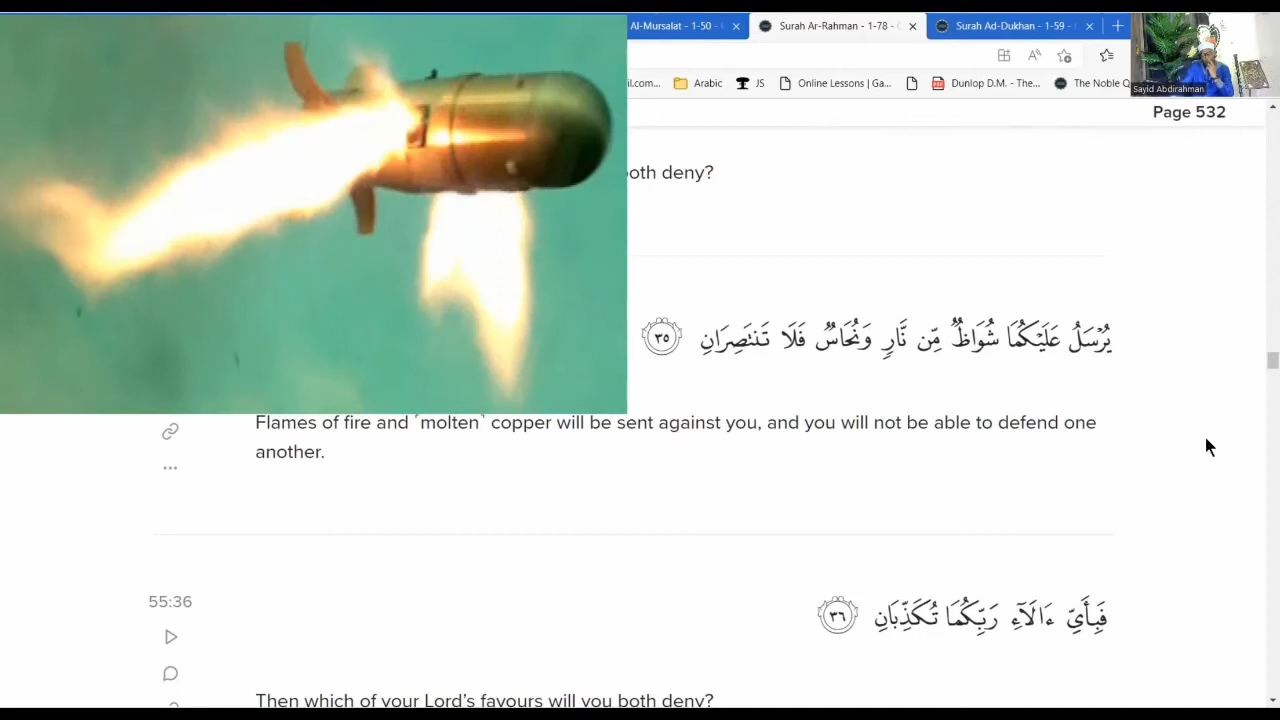 Al-Mursalat - 1-50 -
Surah Ar-Rahman - 1-78 -
Surah Ad-Dukhan - 1-59 -
il.com...
Arabic
JS
Online Lessons | Ga...
Dunlop D.M. - The...
The Noble Q
Sayid Abdirahman
Page 532
oth deny?
يُرْسَلُ عَلَيْكُمَا شُوَاظٌ مِّن نَّارٍ وَنُحَاسٌ فَلَا تَنتَصِرَانِ ٣٥
Flames of fire and ˹molten˺ copper will be sent against you, and you will not be able to defend one
another.
55:36
فَبِأَىِّ ءَالَآءِ رَبِّكُمَا تُكَذِّبَانِ ٣٦
Then which of your Lord’s favours will you both deny?